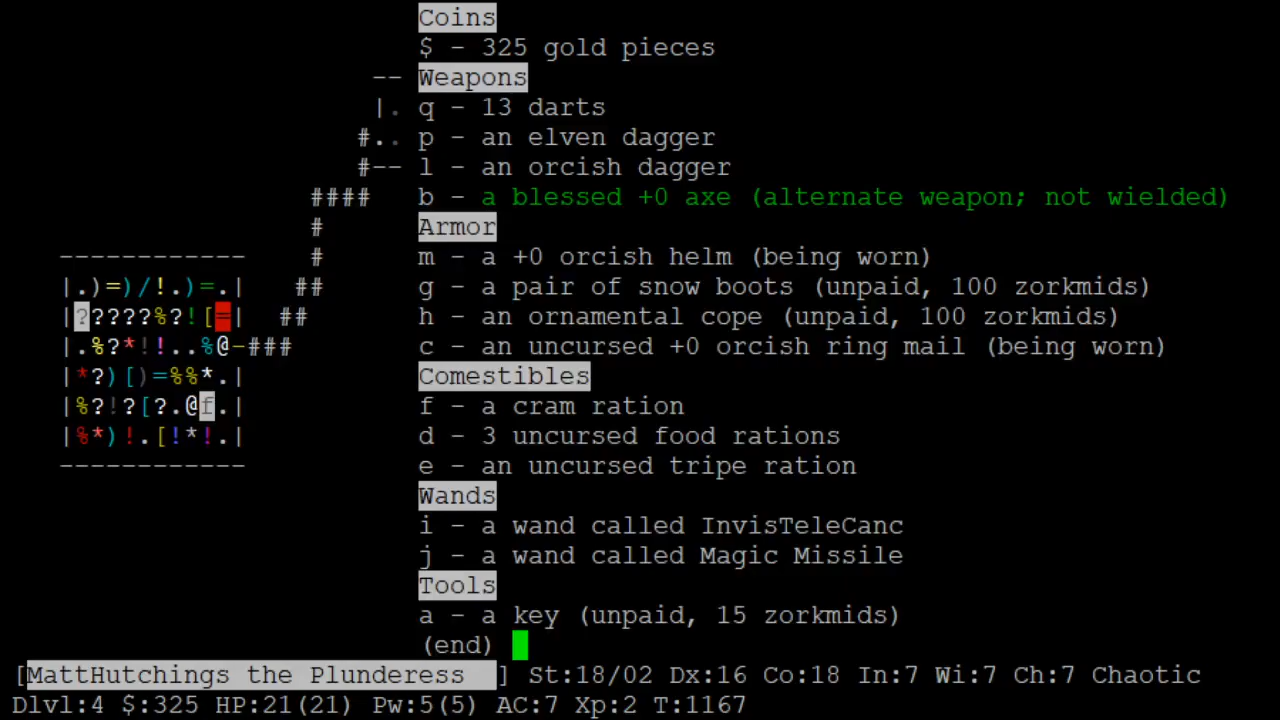 Coins
$ - 325 gold pieces
-- Weapons
|. q - 13 darts
#.. p - an elven dagger
#-- l - an orcish dagger
#### b - a blessed +0 axe (alternate weapon; not wielded)
# Armor
------------ # m - a +0 orcish helm (being worn)
|.)=)/!.)=.| ## g - a pair of snow boots (unpaid, 100 zorkmids)
|?????%?![=| ## h - an ornamental cope (unpaid, 100 zorkmids)
|.%?*!!..%@-### c - an uncursed +0 orcish ring mail (being worn)
|*?)[)=%%*.| Comestibles
|%?!?[?.@f.| f - a cram ration
|%*)!.[!*!.| d - 3 uncursed food rations
------------ e - an uncursed tripe ration
Wands
i - a wand called InvisTeleCanc
j - a wand called Magic Missile
Tools
a - a key (unpaid, 15 zorkmids)
(end)
[MattHutchings the Plunderess ] St:18/02 Dx:16 Co:18 In:7 Wi:7 Ch:7 Chaotic
Dlvl:4 $:325 HP:21(21) Pw:5(5) AC:7 Xp:2 T:1167